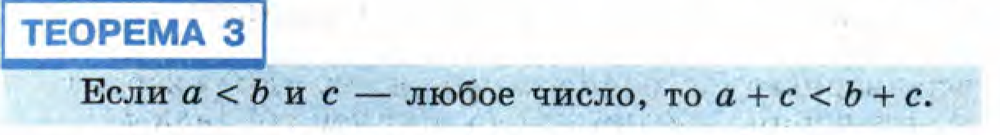 ТЕОРЕМА 3
Если a < b и c — любое число, то a + c < b + c.